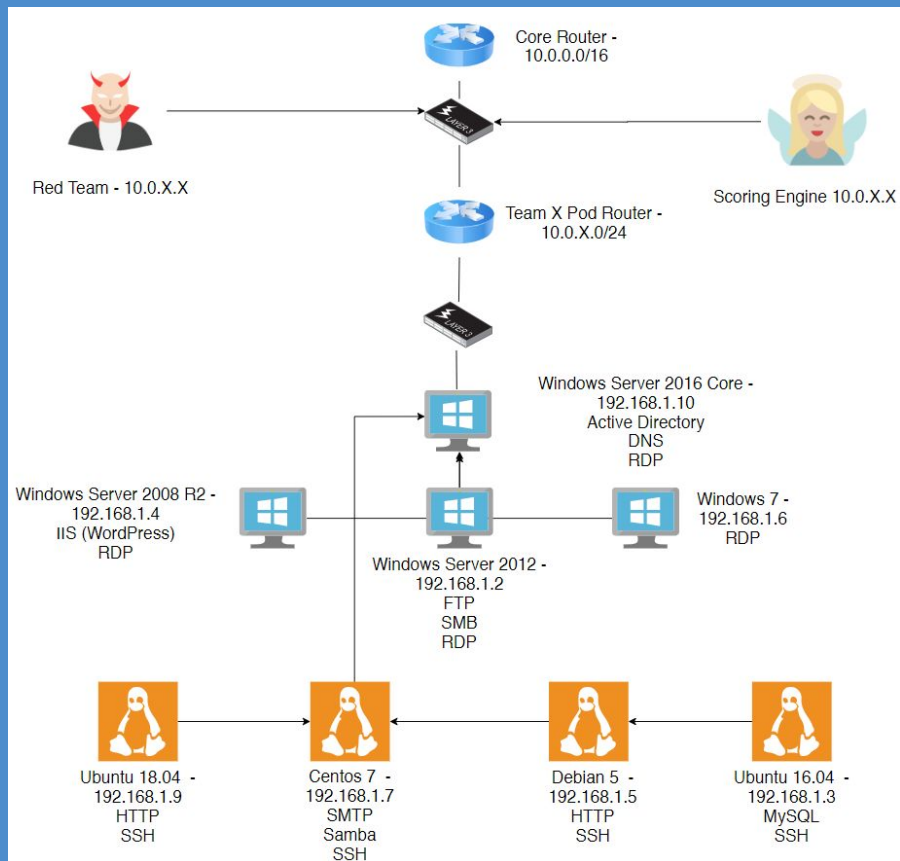 Core Router -
10.0.0.0/16
LAYER 3
Red Team - 10.0.X.X
Scoring Engine 10.0.X.X
Team X Pod Router -
10.0.X.0/24
LAYER 3
Windows Server 2016 Core -
192.168.1.10
Active Directory
DNS
RDP
Windows Server 2008 R2 -
192.168.1.4
IIS (WordPress)
RDP
Windows Server 2012 -
192.168.1.2
FTP
SMB
RDP
Windows 7 -
192.168.1.6
RDP
Ubuntu 18.04 -
192.168.1.9
HTTP
SSH
Centos 7 -
192.168.1.7
SMTP
Samba
SSH
Debian 5 -
192.168.1.5
HTTP
SSH
Ubuntu 16.04 -
192.168.1.3
MySQL
SSH